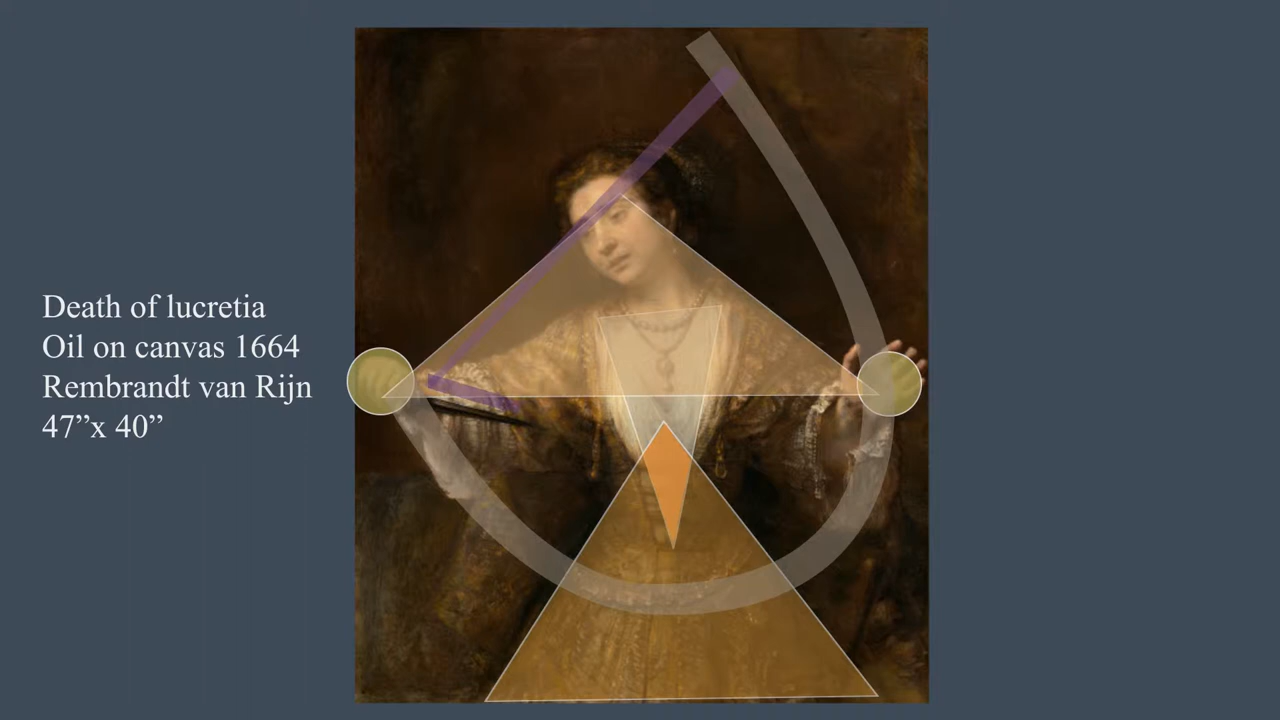 Death of lucretia
Oil on canvas 1664
Rembrandt van Rijn
47”x 40”